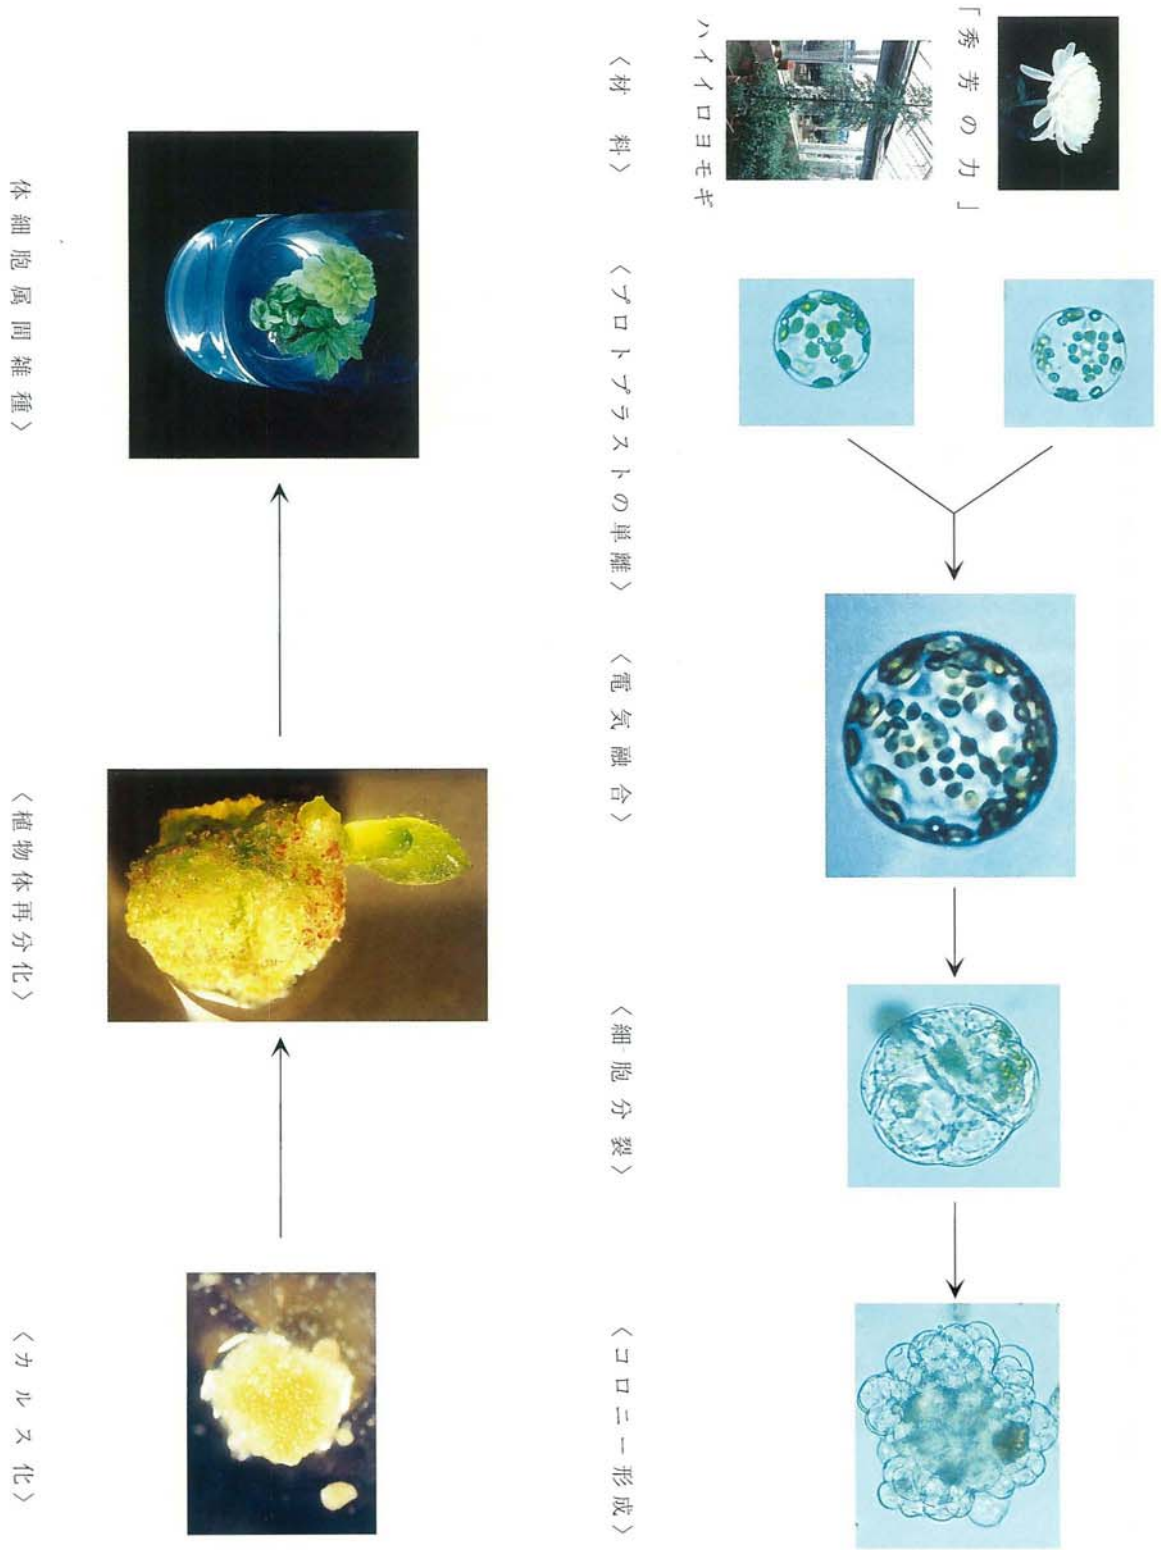 「秀芳の力」
ハイイロヨモギ
〈材料〉
〈プロトプラストの単離〉
〈電気融合〉
〈細胞分裂〉
〈コロニー形成〉
〈カルス化〉
〈植物体再分化〉
体細胞属間雑種〉